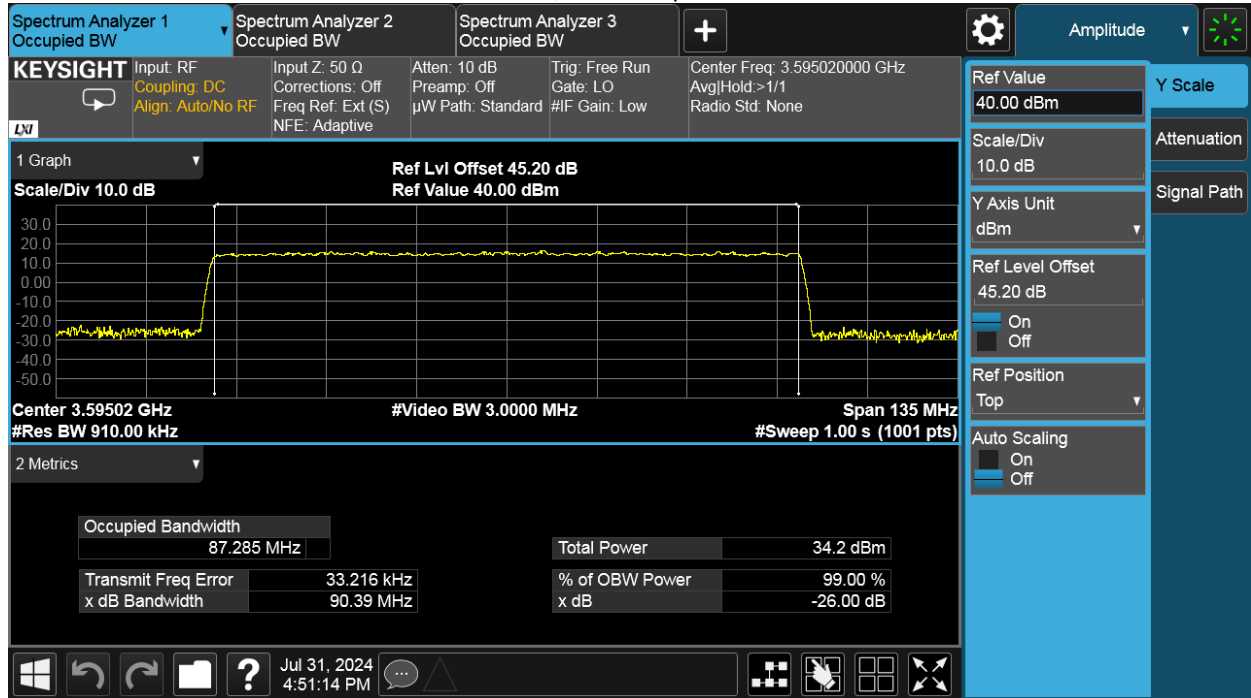 Spectrum Analyzer 1
Occupied BW
Spectrum Analyzer 2
Occupied BW
Spectrum Analyzer 3
Occupied BW
Amplitude
KEYSIGHT
LXI
Input: RF
Coupling: DC
Align: Auto/No RF
Input Z: 50 Ω
Corrections: Off
Freq Ref: Ext (S)
NFE: Adaptive
Atten: 10 dB
Preamp: Off
µW Path: Standard
Trig: Free Run
Gate: LO
#IF Gain: Low
Center Freq: 3.595020000 GHz
Avg|Hold:>1/1
Radio Std: None
1 Graph
Scale/Div 10.0 dB
Ref Lvl Offset 45.20 dB
Ref Value 40.00 dBm
30.0
20.0
10.0
0.00
-10.0
-20.0
-30.0
-40.0
-50.0
Center 3.59502 GHz
#Res BW 910.00 kHz
#Video BW 3.0000 MHz
Span 135 MHz
#Sweep 1.00 s (1001 pts)
2 Metrics
Occupied Bandwidth
87.285 MHz
Total Power 34.2 dBm
Transmit Freq Error 33.216 kHz
% of OBW Power 99.00 %
x dB Bandwidth 90.39 MHz
x dB -26.00 dB
Jul 31, 2024
4:51:14 PM
Ref Value
40.00 dBm
Scale/Div
10.0 dB
Y Axis Unit
dBm
Ref Level Offset
45.20 dB
On
Off
Ref Position
Top
Auto Scaling
On
Off
Y Scale
Attenuation
Signal Path